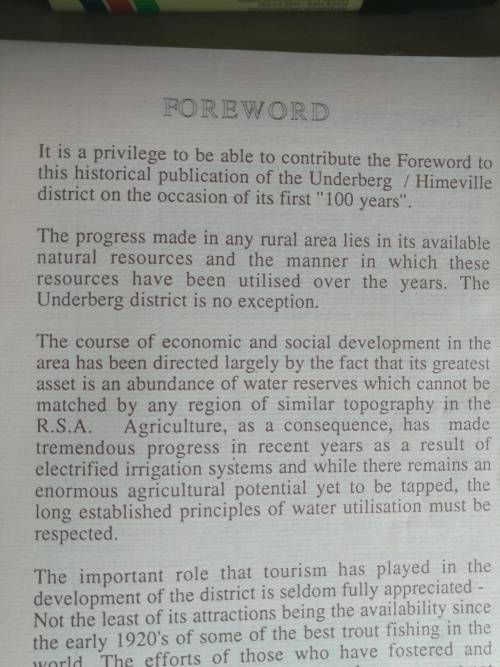 FOREWORD
It is a privilege to be able to contribute the Foreword to
this historical publication of the Underberg / Himeville
district on the occasion of its first "100 years".
The progress made in any rural area lies in its available
natural resources and the manner in which these
resources have been utilised over the years. The
Underberg district is no exception.
The course of economic and social development in the
area has been directed largely by the fact that its greatest
asset is an abundance of water reserves which cannot be
matched by any region of similar topography in the
R.S.A. Agriculture, as a consequence, has made
tremendous progress in recent years as a result of
electrified irrigation systems and while there remains an
enormous agricultural potential yet to be tapped, the
long established principles of water utilisation must be
respected.
The important role that tourism has played in the
development of the district is seldom fully appreciated -
Not the least of its attractions being the availability since
the early 1920's of some of the best trout fishing in the
world. The efforts of those who have fostered and